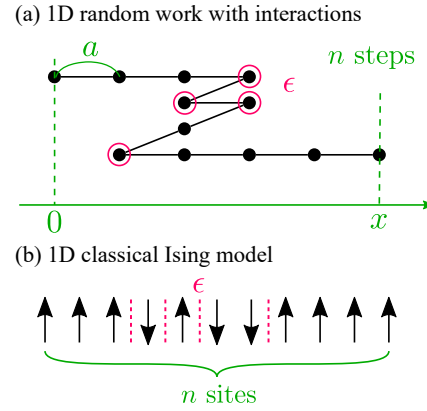 (a) 1D random work with interactions
a
n steps
ϵ
0
x
(b) 1D classical Ising model
ϵ
n sites